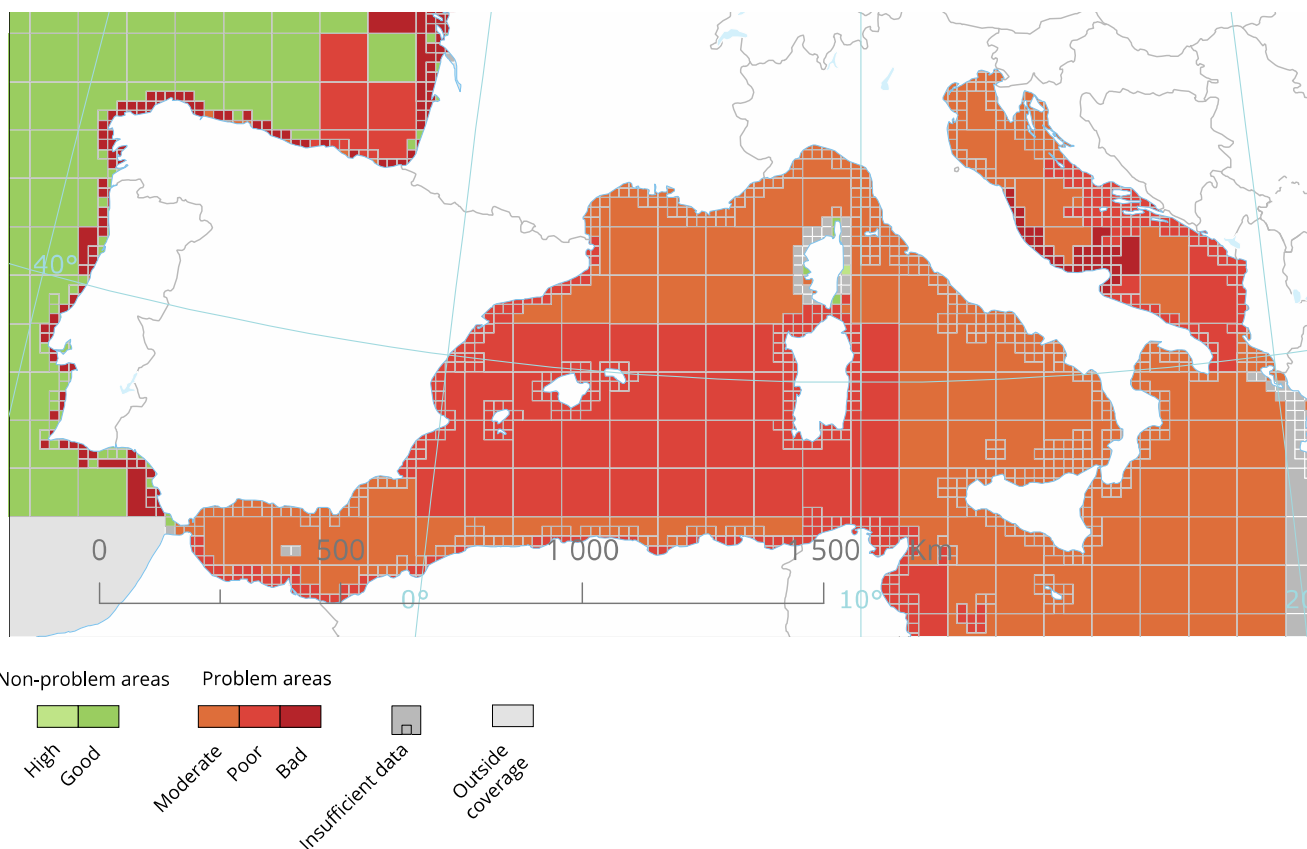 40°
0 500 1 000 1 500 Km
0° 10° 20
Non-problem areas Problem areas
High Good Moderate Poor Bad Insufficient data Outside coverage